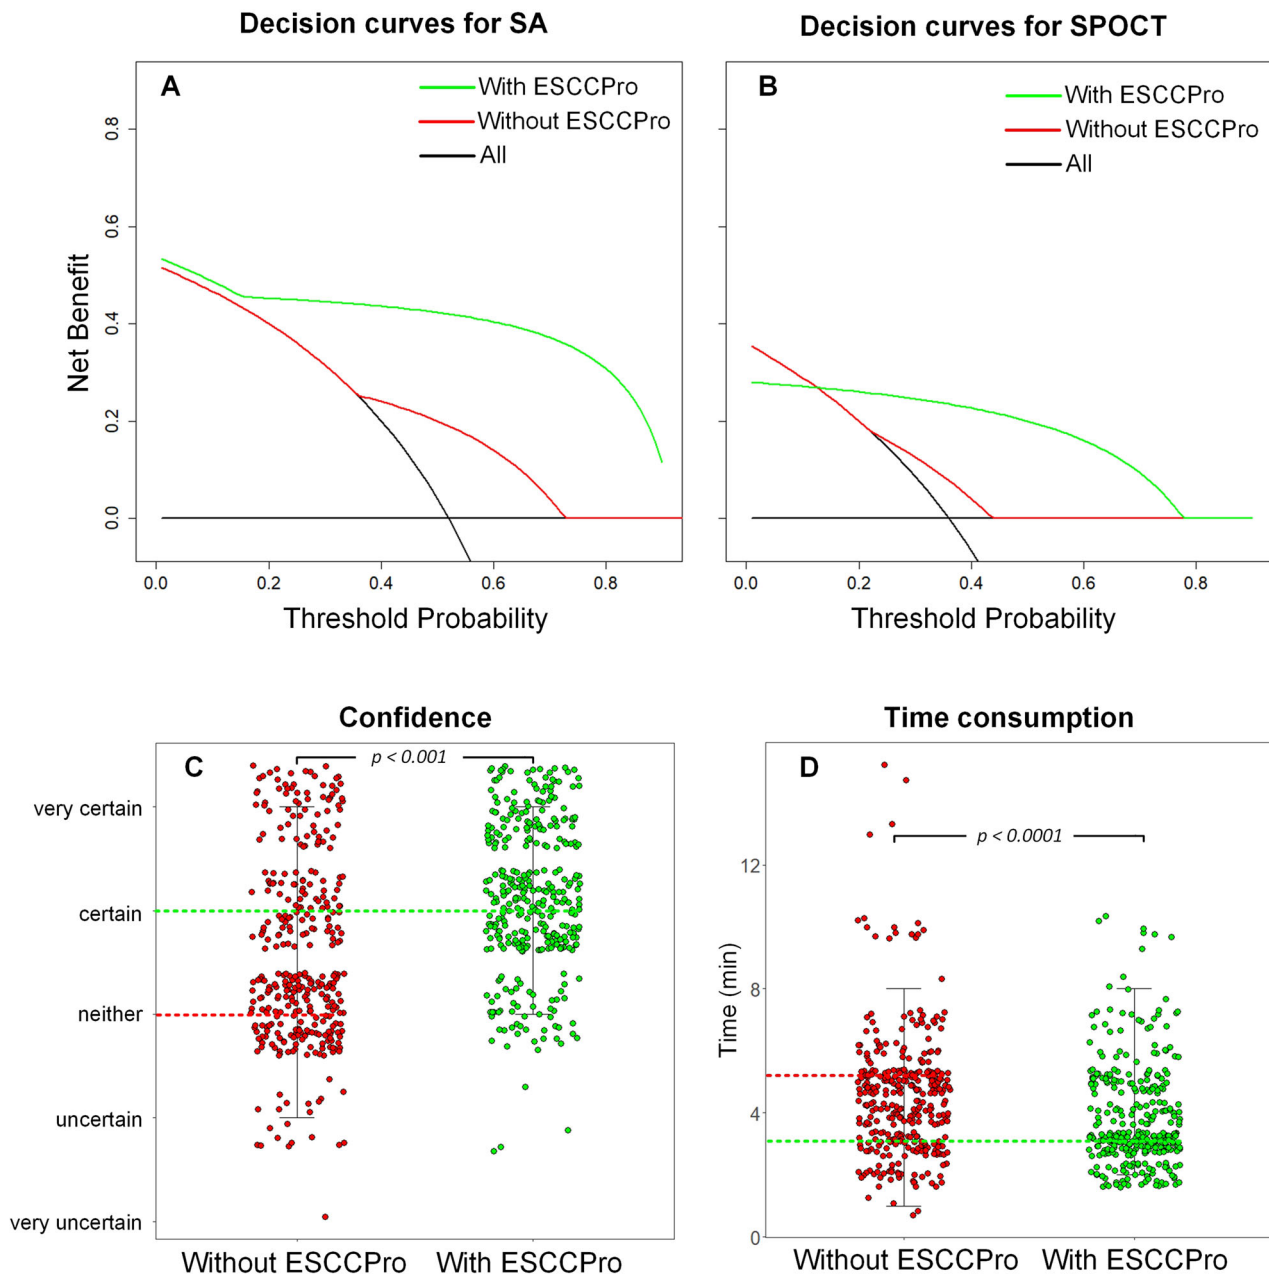 Decision curves for SA
A
With ESCCPro
Without ESCCPro
All
Net Benefit
0.8
0.6
0.4
0.2
0.0
0.0 0.2 0.4 0.6 0.8
Threshold Probability
Decision curves for SPOCT
B
With ESCCPro
Without ESCCPro
All
0.0 0.2 0.4 0.6 0.8
Threshold Probability
Confidence
C
p < 0.001
very certain
certain
neither
uncertain
very uncertain
Without ESCCPro With ESCCPro
Time consumption
D
p < 0.0001
Time (min)
12
8
4
0
Without ESCCPro With ESCCPro